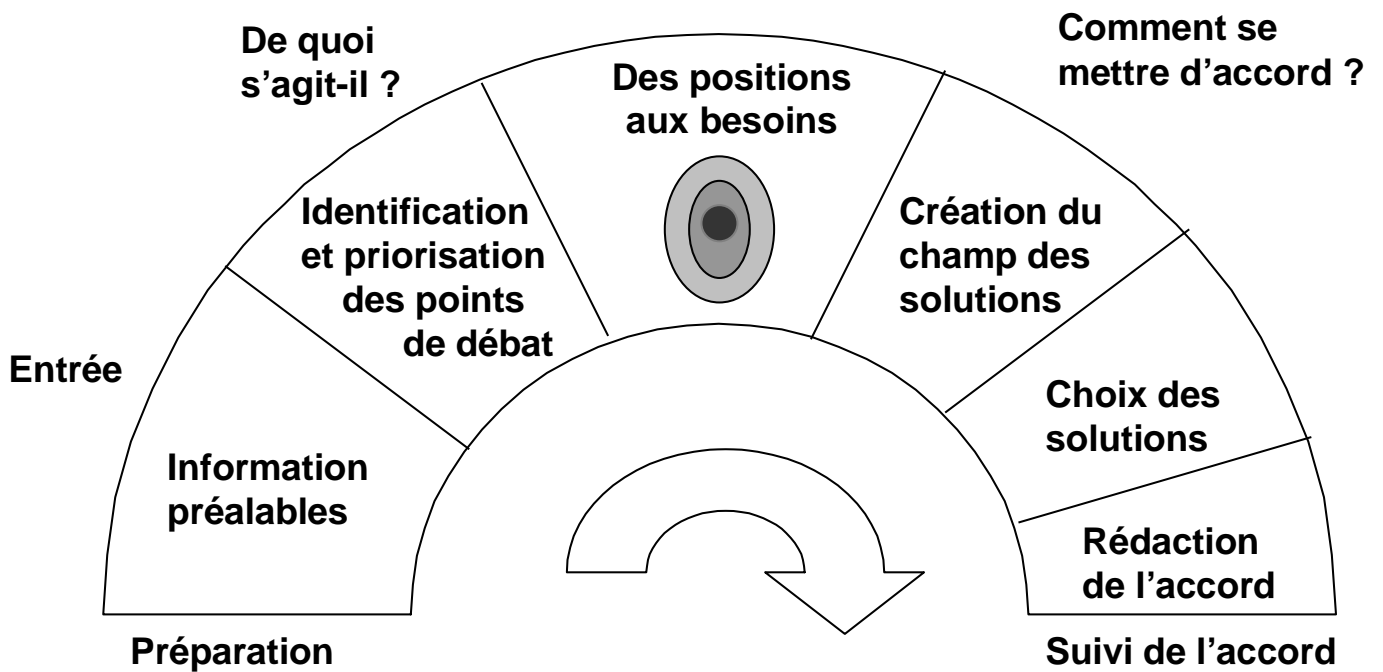 De quoi
s’agit-il ?
Comment se
mettre d’accord ?
Des positions
aux besoins
Identification
et priorisation
des points
de débat
Création du
champ des
solutions
Entrée
Information
préalables
Choix des
solutions
Rédaction
de l’accord
Préparation
Suivi de l’accord